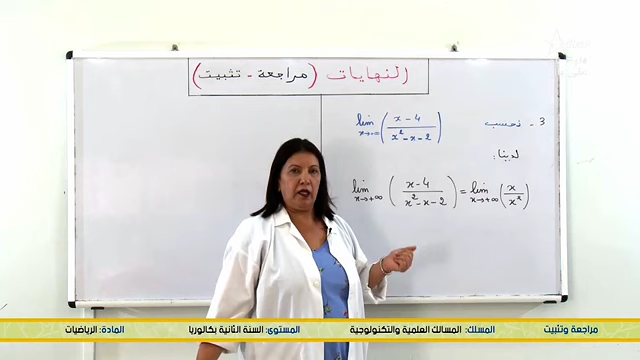 النهايات (مراجعة - تثبيت)
3 - نحسب lim x→-∞ ( x - 4 / x² - x - 2 )
لدينا:
lim x→+∞ ( x - 4 / x² - x - 2 ) = lim x→+∞ ( x / x² )
مراجعة وتثبيت المسلك: المسالك العلمية والتكنولوجية المستوى: السنة الثانية بكالوريا المادة: الرياضيات